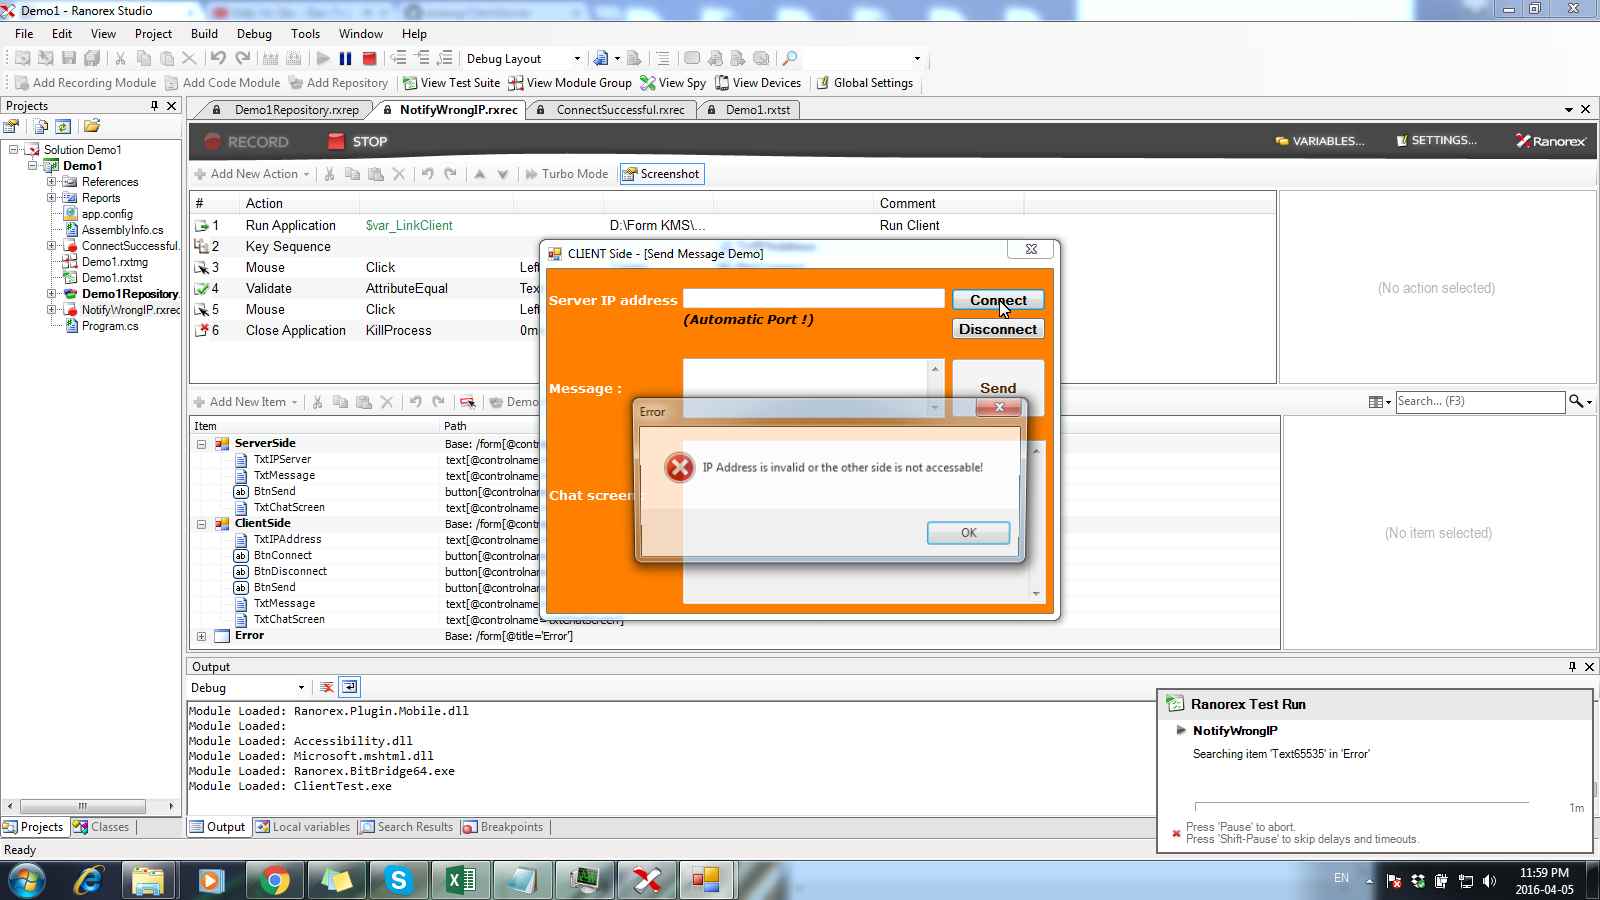 Demo1 - Ranorex Studio
File Edit View Project Build Debug Tools Window Help
Debug Layout
Add Recording Module Add Code Module Add Repository View Test Suite View Module Group View Spy View Devices Global Settings
Projects
Demo1Repository.rxrep NotifyWrongIP.rxrec ConnectSuccessful.rxrec Demo1.rxtst
RECORD STOP VARIABLES... SETTINGS... Ranorex
Solution Demo1
Demo1
References
Reports
app.config
AssemblyInfo.cs
ConnectSuccessful.
Demo1.rxtmg
Demo1.rxtst
Demo1Repository.
NotifyWrongIP.rxrec
Program.cs
Add New Action Turbo Mode Screenshot
# Action Comment
1 Run Application $var_LinkClient D:\Form KMS\... Run Client
2 Key Sequence
3 Mouse Click Left
4 Validate AttributeEqual Tex
5 Mouse Click Left
6 Close Application KillProcess 0m
(No action selected)
CLIENT Side - [Send Message Demo]
Server IP address Connect
(Automatic Port !) Disconnect
Message : Send
Chat screen
Error
IP Address is invalid or the other side is not accessable!
OK
Add New Item Demo Search... (F3)
Item Path
ServerSide Base: /form[@contro
TxtIPServer text[@controlname=
TxtMessage text[@controlname=
BtnSend button[@controlnam
TxtChatScreen text[@controlname=
ClientSide Base: /form[@contro
TxtIPAddress text[@controlname=
BtnConnect button[@controlnam
BtnDisconnect button[@controlnam
BtnSend button[@controlnam
TxtMessage text[@controlname=
TxtChatScreen text[@controlname='txtChatScreen']
Error Base: /form[@title='Error']
(No item selected)
Output
Debug
Module Loaded: Ranorex.Plugin.Mobile.dll
Module Loaded:
Module Loaded: Accessibility.dll
Module Loaded: Microsoft.mshtml.dll
Module Loaded: Ranorex.BitBridge64.exe
Module Loaded: ClientTest.exe
Ranorex Test Run
NotifyWrongIP
Searching item 'Text65535' in 'Error'
1m
Press 'Pause' to abort.
Press 'Shift-Pause' to skip delays and timeouts.
Projects Classes Output Local variables Search Results Breakpoints
Ready
EN 11:59 PM
2016-04-05